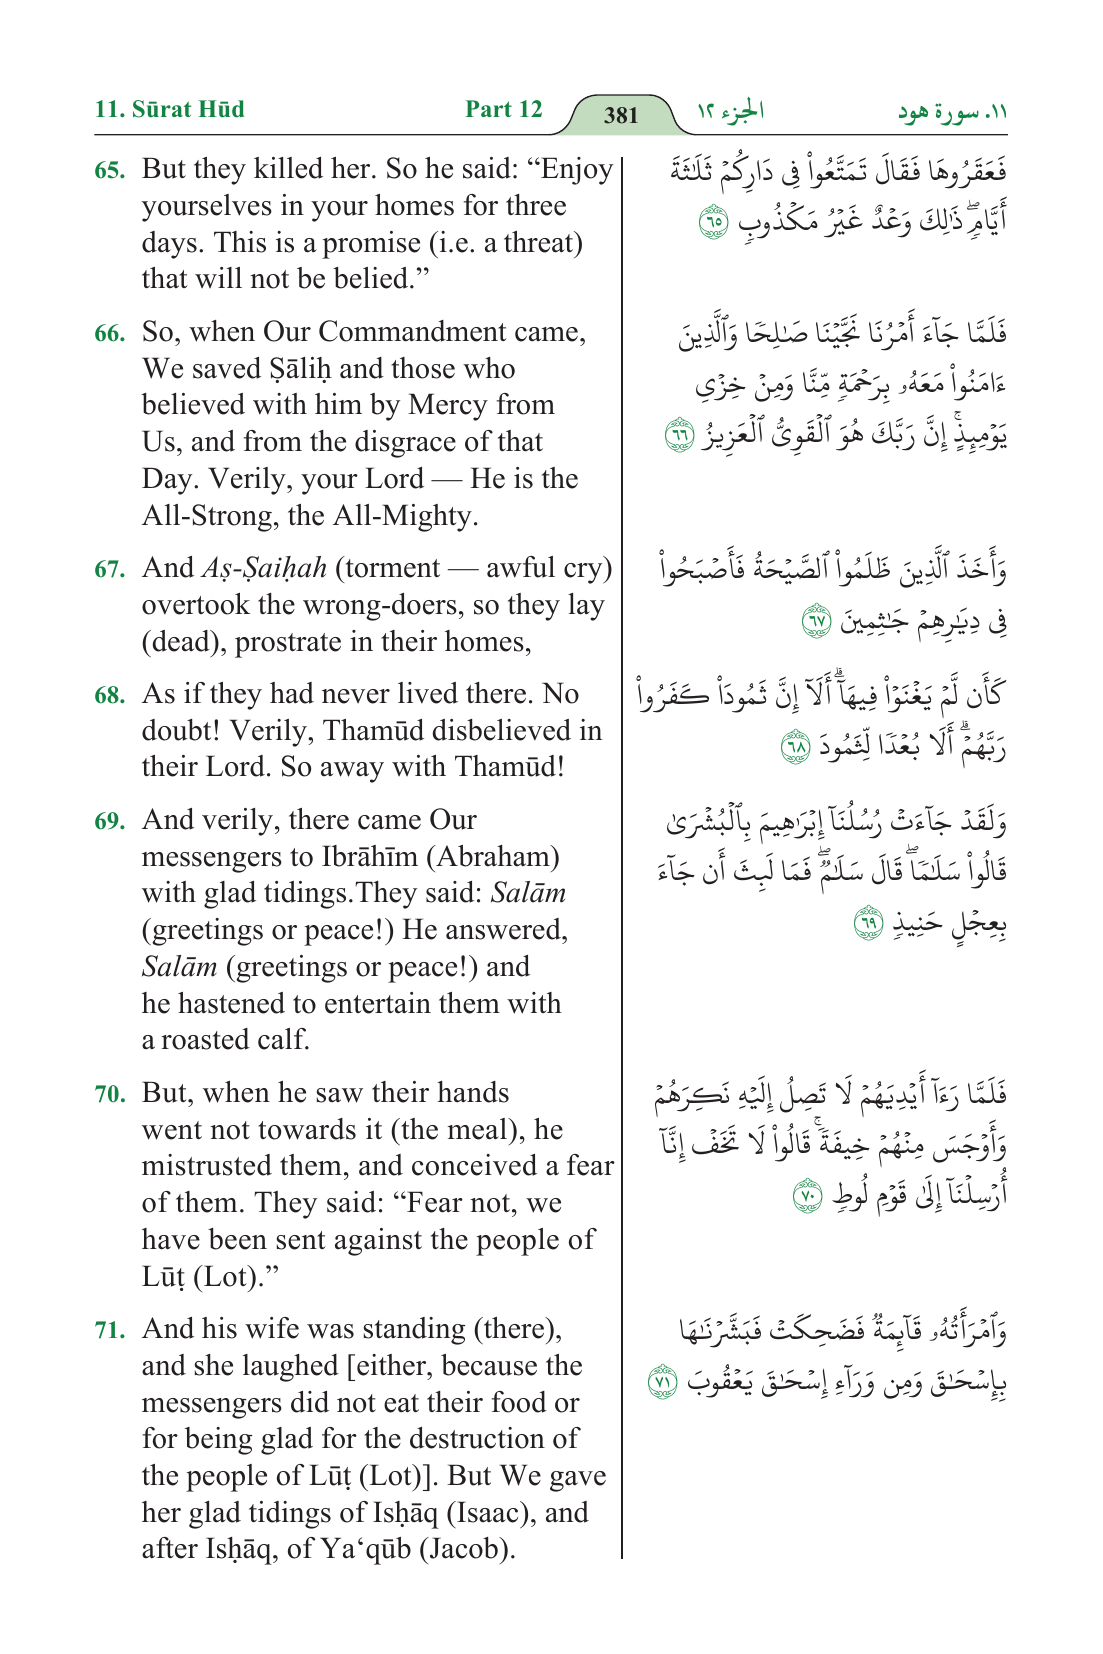 11. Sūrat Hūd
Part 12
381
الجزء ١٢
١١. سورة هود
65. But they killed her. So he said: “Enjoy
yourselves in your homes for three
days. This is a promise (i.e. a threat)
that will not be belied.”
66. So, when Our Commandment came,
We saved Ṣāliḥ and those who
believed with him by Mercy from
Us, and from the disgrace of that
Day. Verily, your Lord — He is the
All-Strong, the All-Mighty.
67. And Aṣ-Ṣaiḥah (torment — awful cry)
overtook the wrong-doers, so they lay
(dead), prostrate in their homes,
68. As if they had never lived there. No
doubt! Verily, Thamūd disbelieved in
their Lord. So away with Thamūd!
69. And verily, there came Our
messengers to Ibrāhīm (Abraham)
with glad tidings.They said: Salām
(greetings or peace!) He answered,
Salām (greetings or peace!) and
he hastened to entertain them with
a roasted calf.
70. But, when he saw their hands
went not towards it (the meal), he
mistrusted them, and conceived a fear
of them. They said: “Fear not, we
have been sent against the people of
Lūṭ (Lot).”
71. And his wife was standing (there),
and she laughed [either, because the
messengers did not eat their food or
for being glad for the destruction of
the people of Lūṭ (Lot)]. But We gave
her glad tidings of Isḥāq (Isaac), and
after Isḥāq, of Ya‘qūb (Jacob).
فَعَقَرُوهَا فَقَالَ تَمَتَّعُوا۟ فِى دَارِكُمْ ثَلَـٰثَةَ
أَيَّامٍ ۖ ذَٰلِكَ وَعْدٌ غَيْرُ مَكْذُوبٍ ٦٥
فَلَمَّا جَآءَ أَمْرُنَا نَجَّيْنَا صَـٰلِحًا وَٱلَّذِينَ
ءَامَنُوا۟ مَعَهُۥ بِرَحْمَةٍ مِّنَّا وَمِنْ خِزْىِ
يَوْمِئِذٍ ۗ إِنَّ رَبَّكَ هُوَ ٱلْقَوِىُّ ٱلْعَزِيزُ ٦٦
وَأَخَذَ ٱلَّذِينَ ظَلَمُوا۟ ٱلصَّيْحَةُ فَأَصْبَحُوا۟
فِى دِيَـٰرِهِمْ جَـٰثِمِينَ ٦٧
كَأَن لَّمْ يَغْنَوْا۟ فِيهَآ ۗ أَلَآ إِنَّ ثَمُودَا۟ كَفَرُوا۟
رَبَّهُمْ ۗ أَلَا بُعْدًا لِّثَمُودَ ٦٨
وَلَقَدْ جَآءَتْ رُسُلُنَآ إِبْرَٰهِيمَ بِٱلْبُشْرَىٰ
قَالُوا۟ سَلَـٰمًا ۖ قَالَ سَلَـٰمٌ ۖ فَمَا لَبِثَ أَن جَآءَ
بِعِجْلٍ حَنِيذٍ ٦٩
فَلَمَّا رَءَآ أَيْدِيَهُمْ لَا تَصِلُ إِلَيْهِ نَكِرَهُمْ
وَأَوْجَسَ مِنْهُمْ خِيفَةً ۚ قَالُوا۟ لَا تَخَفْ إِنَّآ
أُرْسِلْنَآ إِلَىٰ قَوْمِ لُوطٍ ٧٠
وَٱمْرَأَتُهُۥ قَآئِمَةٌ فَضَحِكَتْ فَبَشَّرْنَـٰهَا
بِإِسْحَـٰقَ وَمِن وَرَآءِ إِسْحَـٰقَ يَعْقُوبَ ٧١